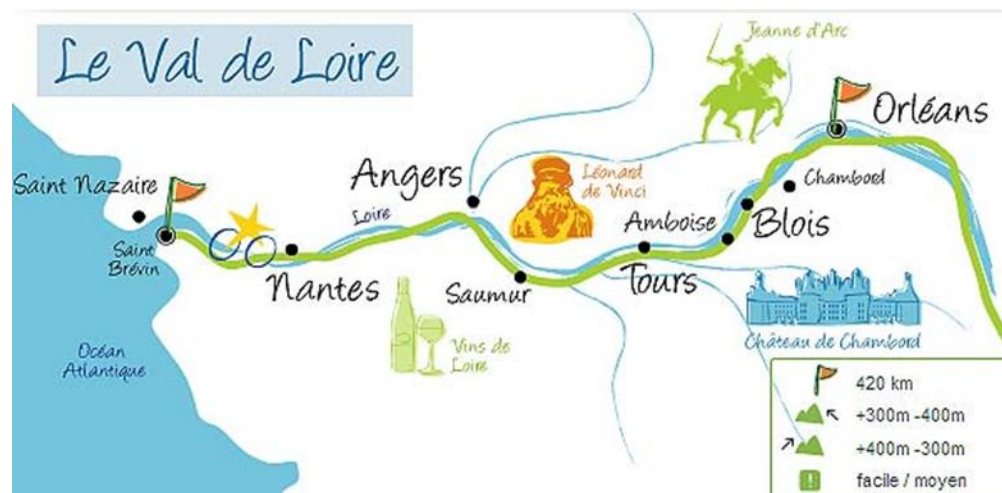 Le Val de Loire
Jeanne d'Arc
Orléans
Saint Nazaire
Angers
Léonard
de Vinci
Chambord
Loire
Amboise
Blois
Saint
Brévin
Nantes
Saumur
Tours
Vins de
Loire
Château de Chambord
Océan
Atlantique
420 km
+300m -400m
+400m -300m
facile / moyen